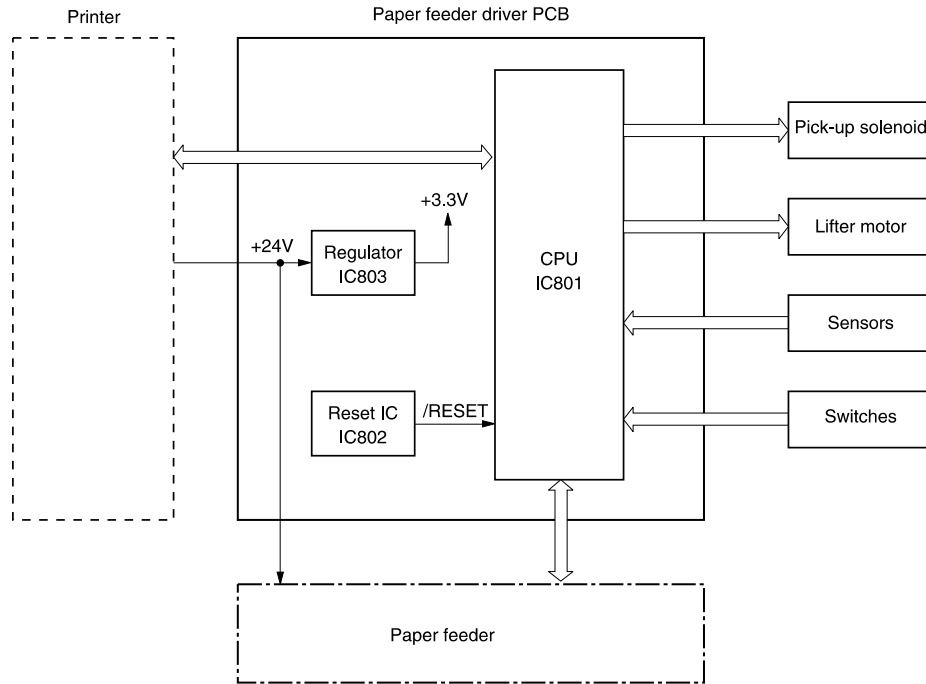 Printer
Paper feeder driver PCB
Pick-up solenoid
+3.3V
Lifter motor
+24V
Regulator
IC803
CPU
IC801
Sensors
/RESET
Reset IC
IC802
Switches
Paper feeder